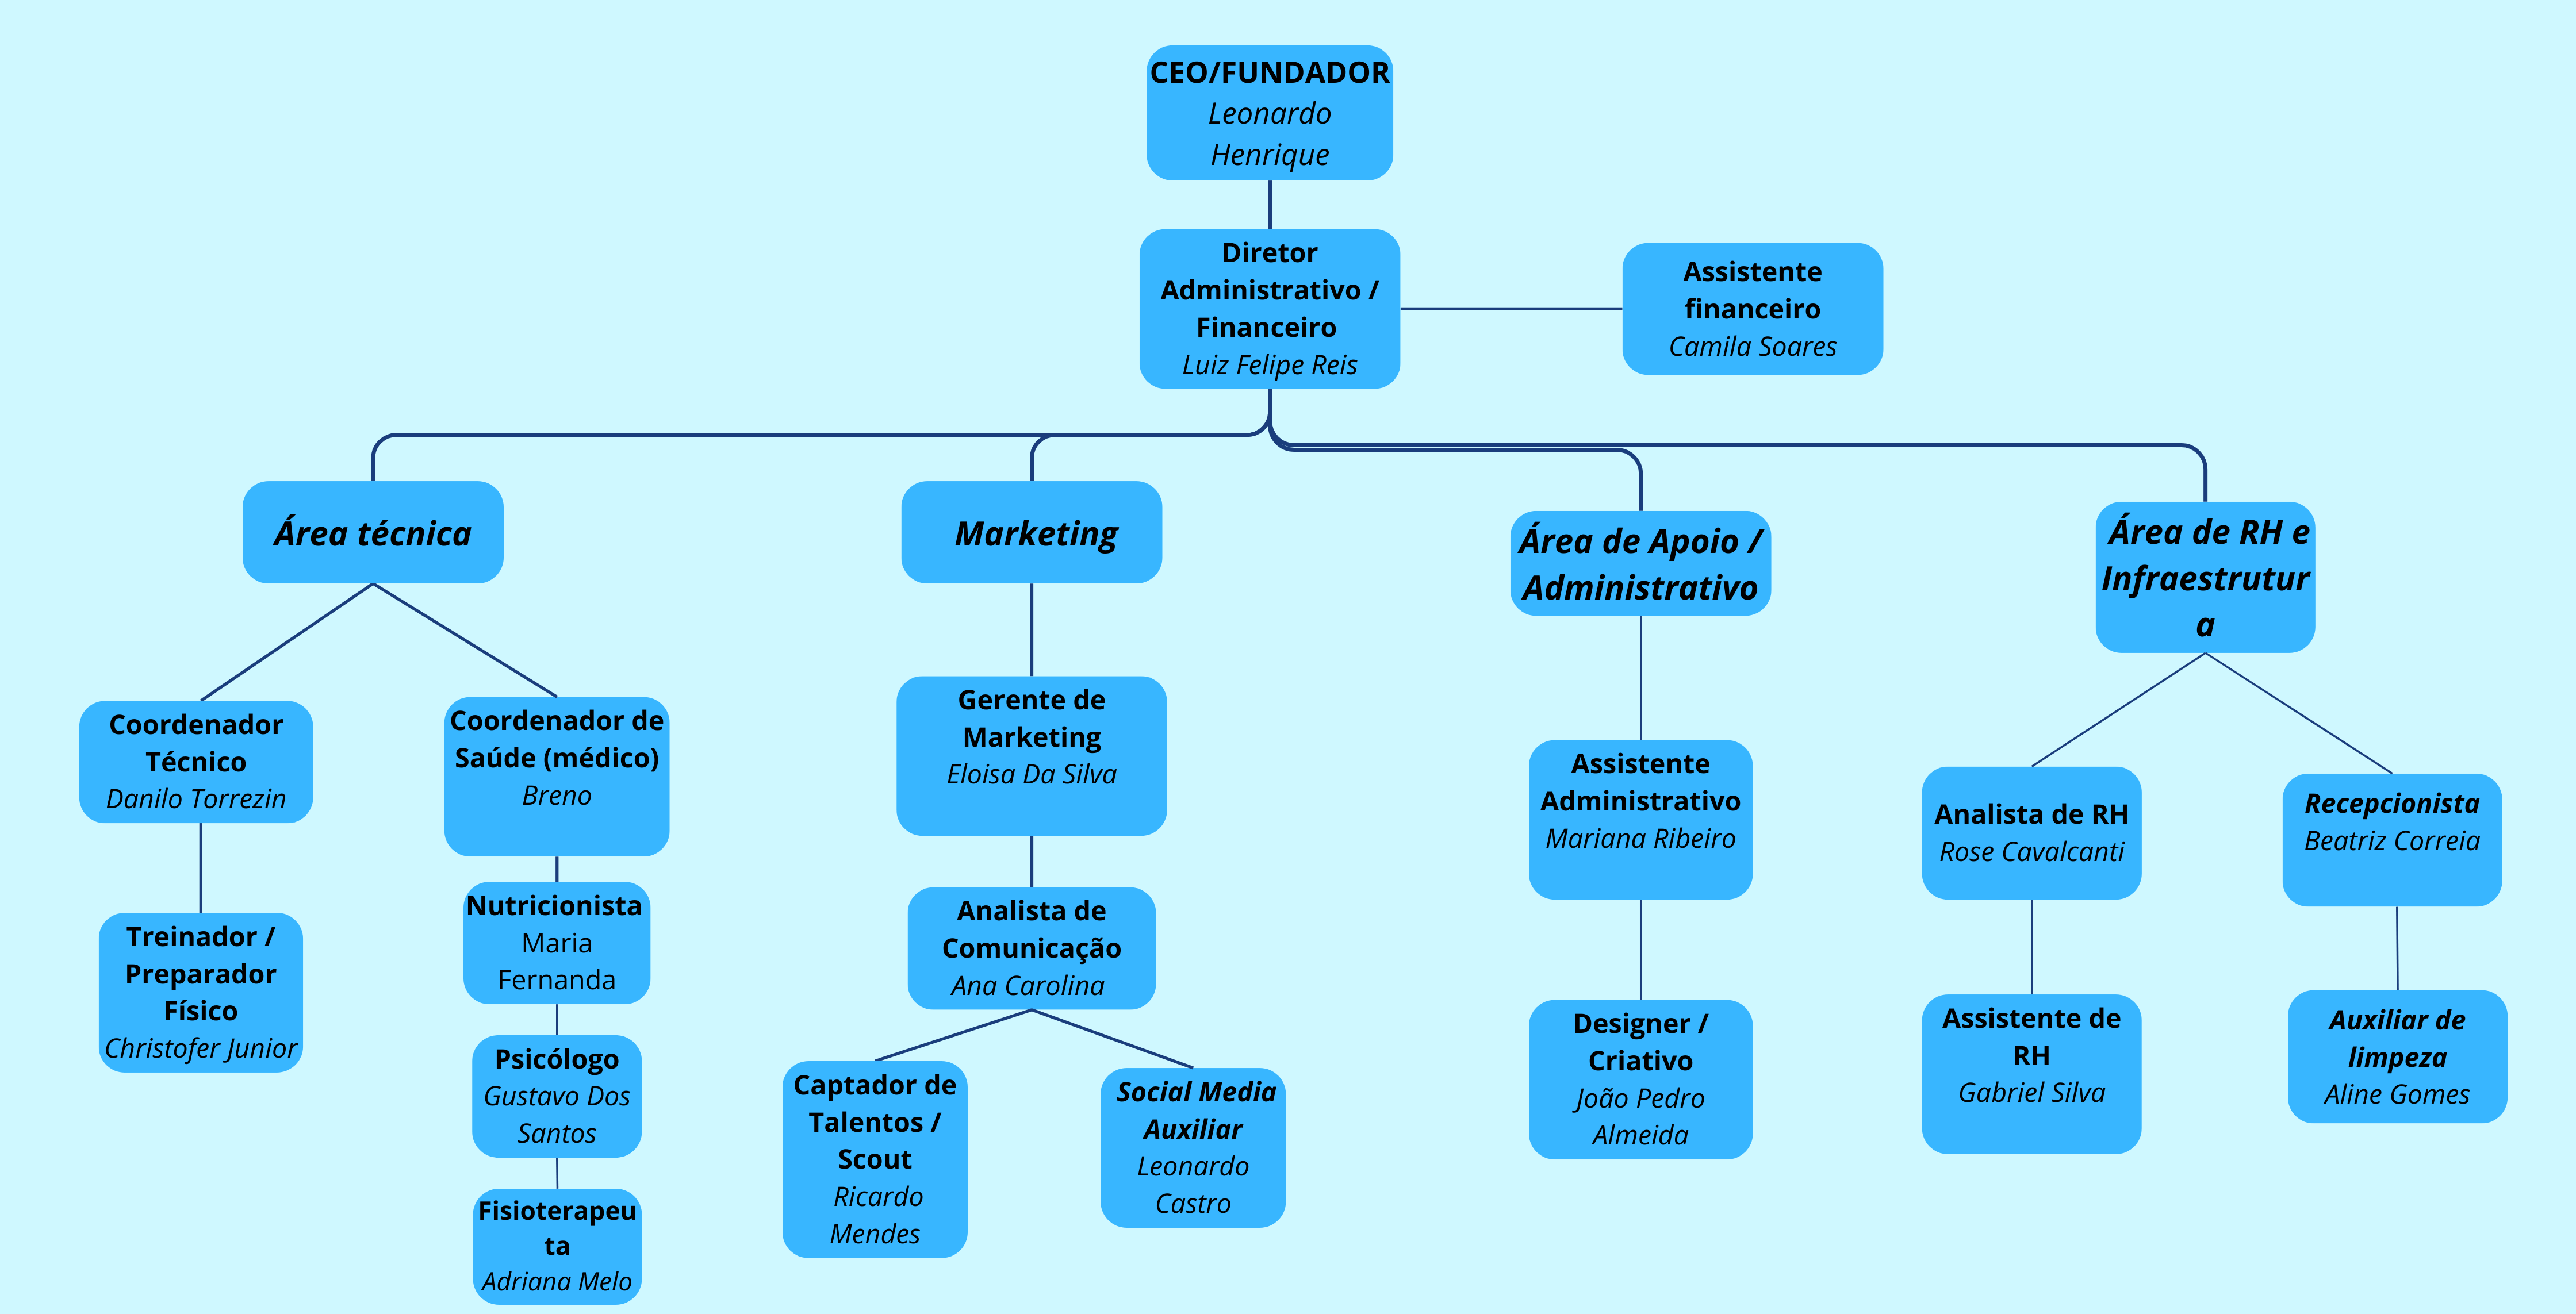 CEO/FUNDADOR
Leonardo
Henrique
Diretor
Administrativo /
Financeiro
Luiz Felipe Reis
Assistente
financeiro
Camila Soares
Área técnica
Marketing
Área de Apoio /
Administrativo
Área de RH e
Infraestrutur
a
Coordenador
Técnico
Danilo Torrezin
Treinador /
Preparador
Físico
Christofer Junior
Coordenador de
Saúde (médico)
Breno
Nutricionista
Maria
Fernanda
Psicólogo
Gustavo Dos
Santos
Fisioterapeu
ta
Adriana Melo
Gerente de
Marketing
Eloisa Da Silva
Analista de
Comunicação
Ana Carolina
Captador de
Talentos /
Scout
Ricardo
Mendes
Social Media
Auxiliar
Leonardo
Castro
Assistente
Administrativo
Mariana Ribeiro
Designer /
Criativo
João Pedro
Almeida
Analista de RH
Rose Cavalcanti
Assistente de
RH
Gabriel Silva
Recepcionista
Beatriz Correia
Auxiliar de
limpeza
Aline Gomes